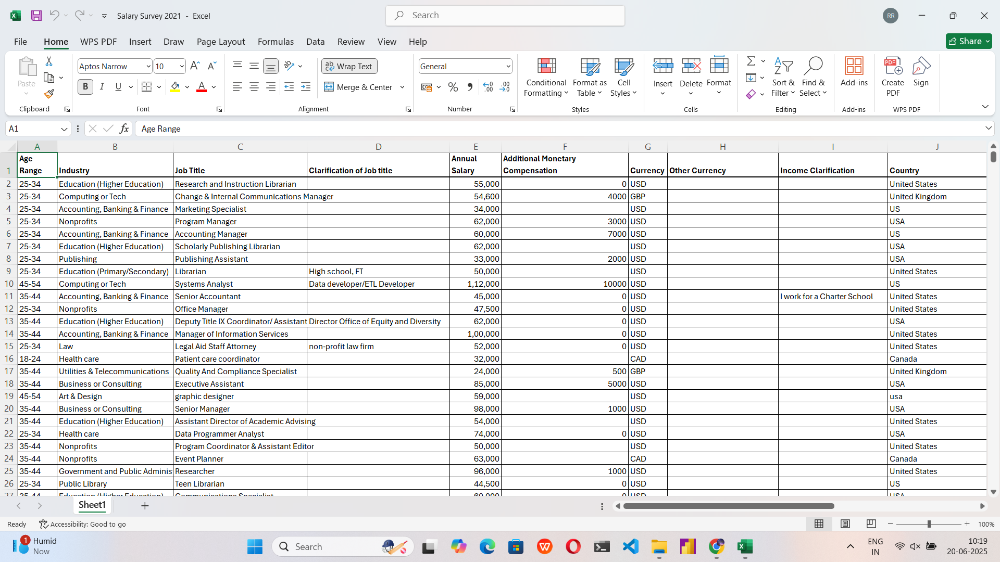 Salary Survey 2021 - Excel
Search
RR
File Home WPS PDF Insert Draw Page Layout Formulas Data Review View Help
Share
Paste
Clipboard
Aptos Narrow 10
B I U
Font
Wrap Text
Merge & Center
Alignment
General
Number
Conditional Formatting
Format as Table
Cell Styles
Styles
Insert
Delete
Format
Cells
Sort & Filter
Find & Select
Editing
Add-ins
Add-ins
Create PDF
Sign
WPS PDF
A1 fx Age Range
A B C D E F G H I J
1 Age Range Industry Job Title Clarification of Job title Annual Salary Additional Monetary Compensation Currency Other Currency Income Clarification Country
2 25-34 Education (Higher Education) Research and Instruction Librarian 55,000 0 USD United States
3 25-34 Computing or Tech Change & Internal Communications Manager 54,600 4000 GBP United Kingdom
4 25-34 Accounting, Banking & Finance Marketing Specialist 34,000 USD US
5 25-34 Nonprofits Program Manager 62,000 3000 USD USA
6 25-34 Accounting, Banking & Finance Accounting Manager 60,000 7000 USD US
7 25-34 Education (Higher Education) Scholarly Publishing Librarian 62,000 USD USA
8 25-34 Publishing Publishing Assistant 33,000 2000 USD USA
9 25-34 Education (Primary/Secondary) Librarian High school, FT 50,000 USD United States
10 45-54 Computing or Tech Systems Analyst Data developer/ETL Developer 1,12,000 10000 USD US
11 35-44 Accounting, Banking & Finance Senior Accountant 45,000 0 USD I work for a Charter School United States
12 25-34 Nonprofits Office Manager 47,500 0 USD United States
13 35-44 Education (Higher Education) Deputy Title IX Coordinator/ Assistant Director Office of Equity and Diversity 62,000 0 USD USA
14 35-44 Accounting, Banking & Finance Manager of Information Services 1,00,000 0 USD United States
15 25-34 Law Legal Aid Staff Attorney non-profit law firm 52,000 0 USD United States
16 18-24 Health care Patient care coordinator 32,000 CAD Canada
17 35-44 Utilities & Telecommunications Quality And Compliance Specialist 24,000 500 GBP United Kingdom
18 35-44 Business or Consulting Executive Assistant 85,000 5000 USD USA
19 45-54 Art & Design graphic designer 59,000 USD usa
20 35-44 Business or Consulting Senior Manager 98,000 1000 USD USA
21 35-44 Education (Higher Education) Assistant Director of Academic Advising 54,000 USD United States
22 25-34 Health care Data Programmer Analyst 74,000 0 USD USA
23 35-44 Nonprofits Program Coordinator & Assistant Editor 50,000 USD United States
24 35-44 Nonprofits Event Planner 63,000 CAD Canada
25 35-44 Government and Public Adminis Researcher 96,000 1000 USD United States
26 25-34 Public Library Teen Librarian 44,500 0 USD US
27 35-44 Education (Higher Education) Communications Specialist 60,000 0 USD USA
Sheet1
Ready Accessibility: Good to go 100%
1 Humid
Now
Search
ENG
IN
10:19
20-06-2025